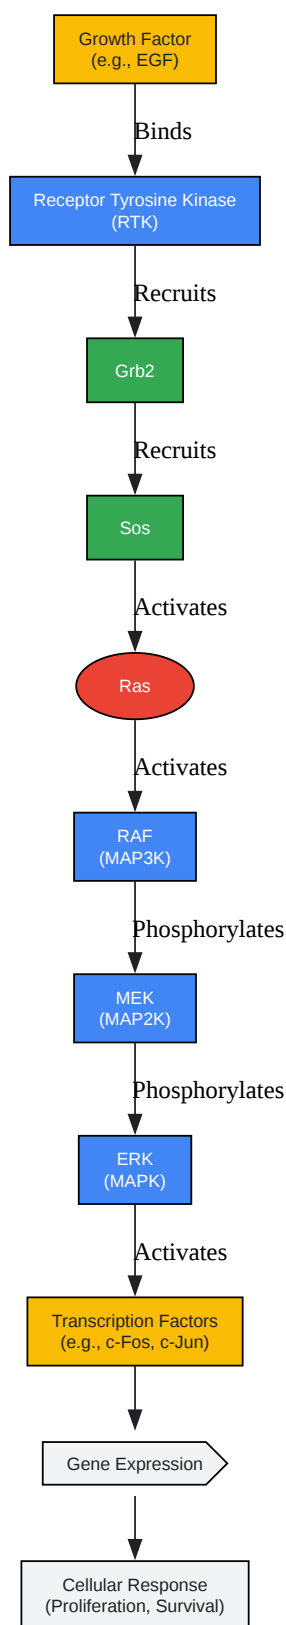 Growth Factor
(e.g., EGF)
Binds
Receptor Tyrosine Kinase
(RTK)
Recruits
Grb2
Recruits
Sos
Activates
Ras
Activates
RAF
(MAP3K)
Phosphorylates
MEK
(MAP2K)
Phosphorylates
ERK
(MAPK)
Activates
Transcription Factors
(e.g., c-Fos, c-Jun)
Gene Expression
Cellular Response
(Proliferation, Survival)